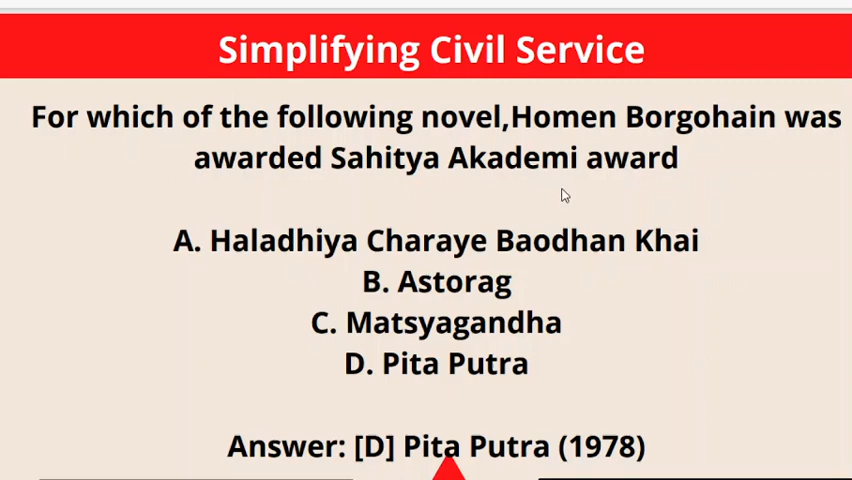 Simplifying Civil Service
For which of the following novel,Homen Borgohain was
awarded Sahitya Akademi award
A. Haladhiya Charaye Baodhan Khai
B. Astorag
C. Matsyagandha
D. Pita Putra
Answer: [D] Pita Putra (1978)